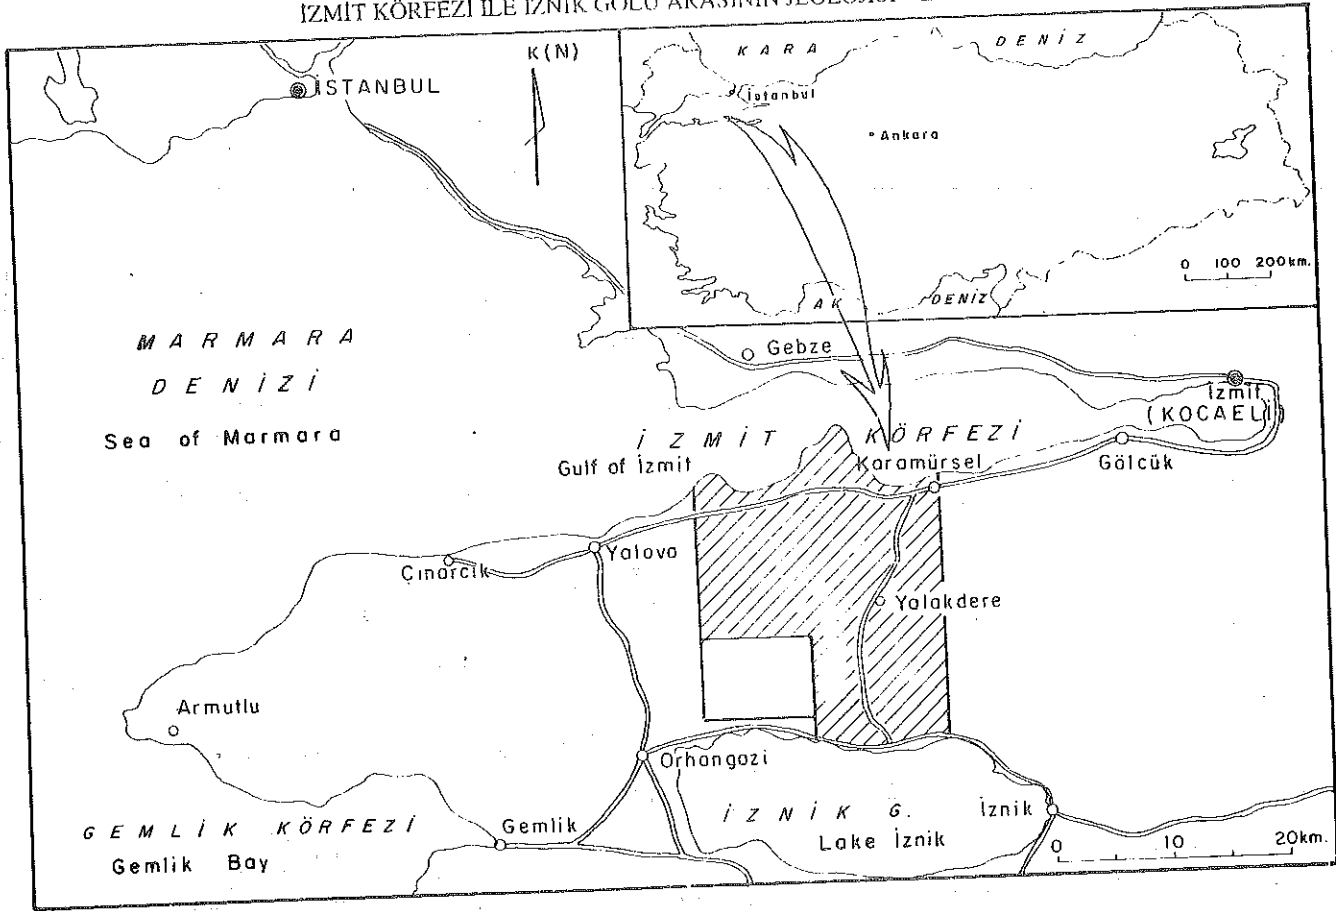 İZMİT KÖRFEZİ İLE İZNİK GÖLÜ ARASININ JEOLOJİSİ
K(N)
İSTANBUL
KARA DENİZ
İstanbul
Ankara
0 100 200km.
AK DENİZ
MARMARA
DENİZİ
Sea of Marmara
Gebze
İzmit
(KOCAELİ)
İZMİT KÖRFEZİ
Gulf of İzmit
Karamürsel
Gölcük
Yalova
Çınarcik
Yalakdere
Armutlu
Orhangazi
İZNİK G.
Lake İznik
İznik
GEMLİK KÖRFEZİ
Gemlik Bay
Gemlik
0 10 20km.